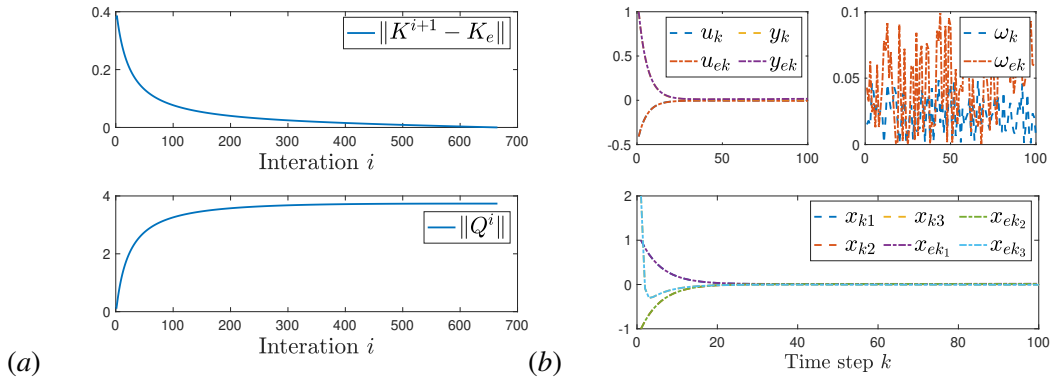 0.4
0.2
0
‖K^{i+1} − K_e‖
0 100 200 300 400 500 600 700
Interation i
4
2
0
‖Q^i‖
0 100 200 300 400 500 600 700
Interation i
(a)
1
0.5
0
-0.5
u_k y_k
u_{ek} y_{ek}
0 50 100
0.1
0.05
0
ω_k
ω_{ek}
0 50 100
2
1
0
-1
x_{k1} x_{k3} x_{ek_2}
x_{k2} x_{ek_1} x_{ek_3}
0 20 40 60 80 100
Time step k
(b)